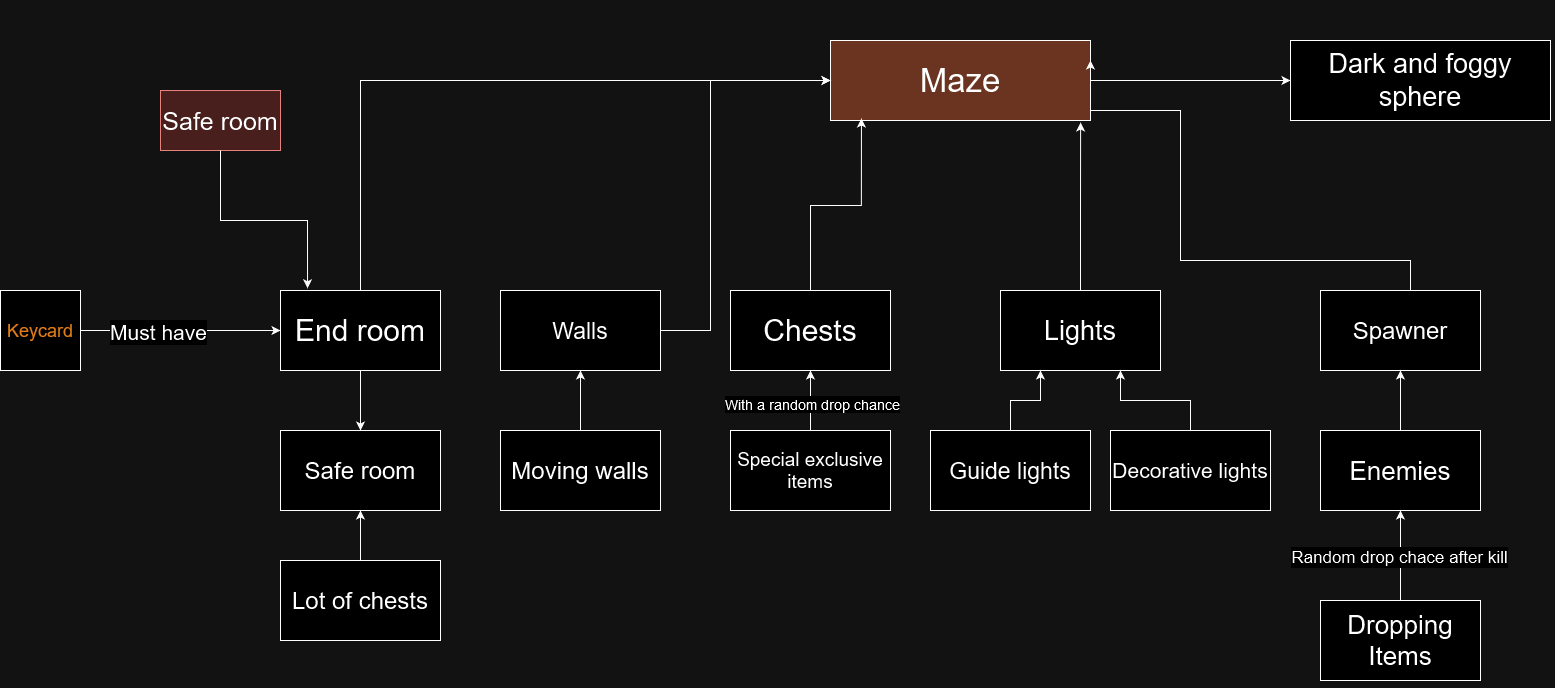 Maze
Dark and foggy
sphere
Safe room
Keycard
Must have
End room
Walls
Chests
Lights
Spawner
With a random drop chance
Safe room
Moving walls
Special exclusive
items
Guide lights
Decorative lights
Enemies
Random drop chace after kill
Lot of chests
Dropping
Items